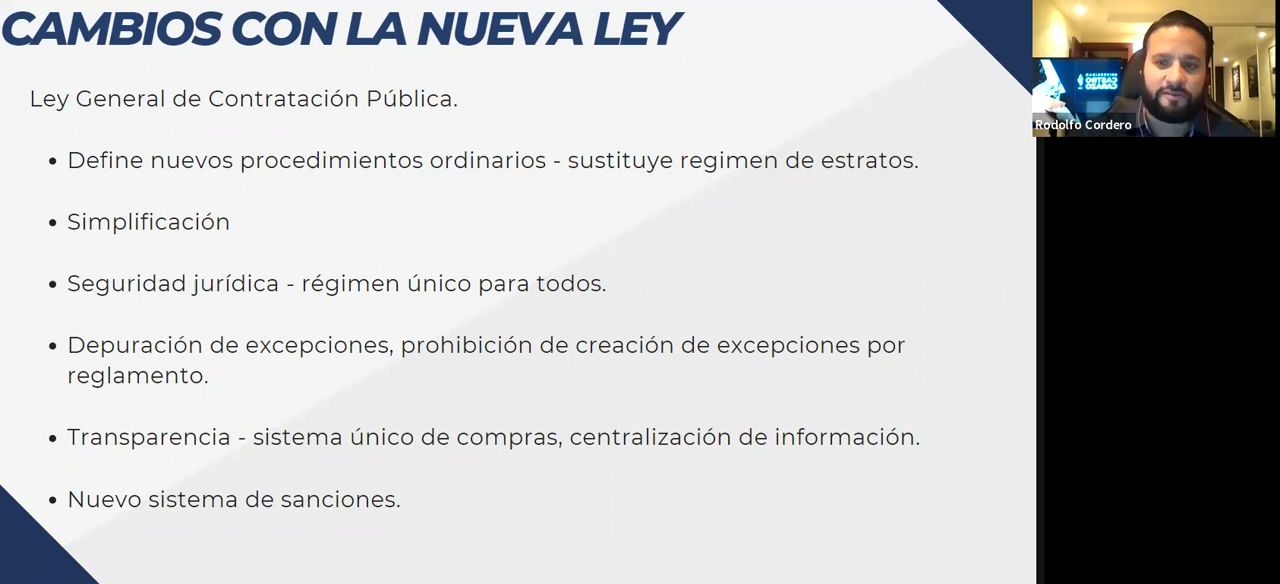 CAMBIOS CON LA NUEVA LEY
Ley General de Contratación Pública.
• Define nuevos procedimientos ordinarios - sustituye regimen de estratos.
• Simplificación
• Seguridad jurídica - régimen único para todos.
• Depuración de excepciones, prohibición de creación de excepciones por
reglamento.
• Transparencia - sistema único de compras, centralización de información.
• Nuevo sistema de sanciones.
Rodolfo Cordero